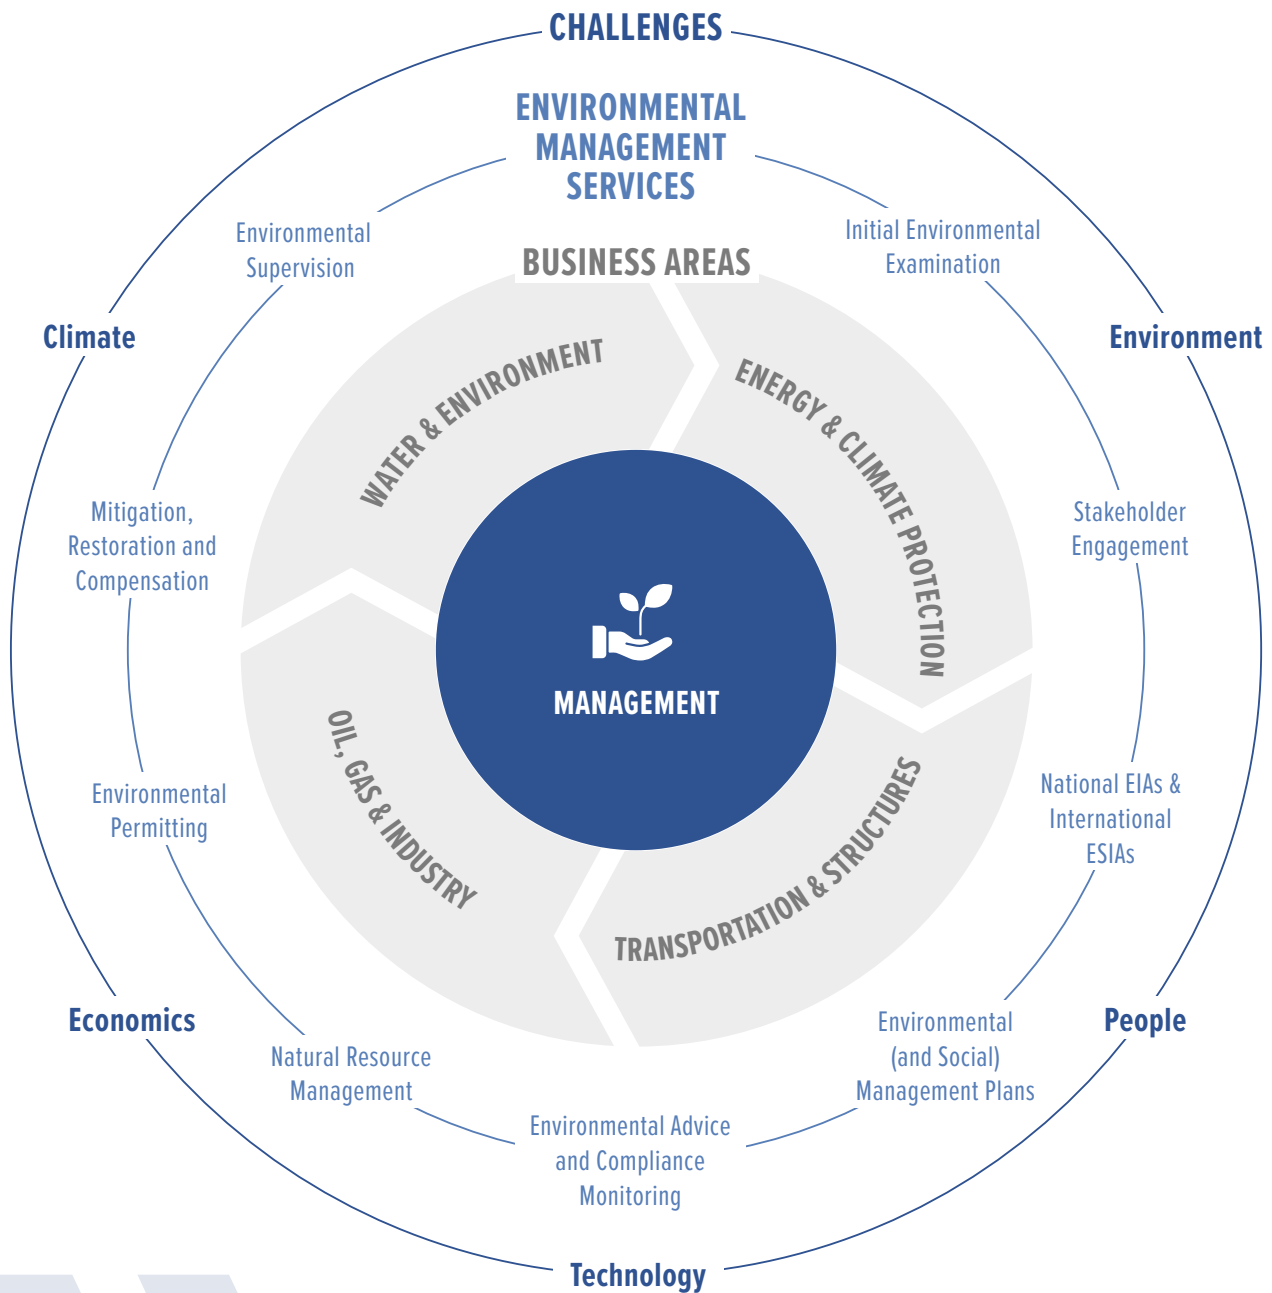 CHALLENGES
ENVIRONMENTAL
MANAGEMENT
SERVICES
Initial Environmental
Examination
Environmental
Supervision
BUSINESS AREAS
Climate
Environment
WATER & ENVIRONMENT
ENERGY & CLIMATE PROTECTION
Mitigation,
Restoration and
Compensation
Stakeholder
Engagement
MANAGEMENT
OIL, GAS & INDUSTRY
TRANSPORTATION & STRUCTURES
Environmental
Permitting
National EIAs &
International
ESIAs
Economics
People
Natural Resource
Management
Environmental
(and Social)
Management Plans
Environmental Advice
and Compliance
Monitoring
Technology